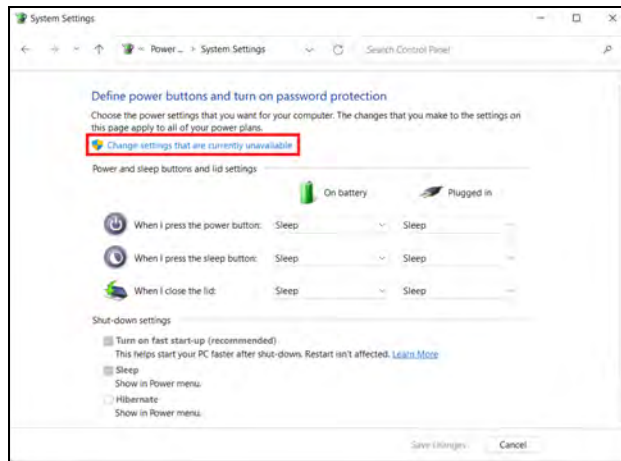 System Settings
Power... > System Settings
Search Control Panel
Define power buttons and turn on password protection
Choose the power settings that you want for your computer. The changes that you make to the settings on
this page apply to all of your power plans.
Change settings that are currently unavailable
Power and sleep buttons and lid settings
On battery Plugged in
When I press the power button: Sleep Sleep
When I press the sleep button: Sleep Sleep
When I close the lid: Sleep Sleep
Shut-down settings
Turn on fast start-up (recommended)
This helps start your PC faster after shut-down. Restart isn't affected. Learn More
Sleep
Show in Power menu.
Hibernate
Show in Power menu.
Save changes Cancel